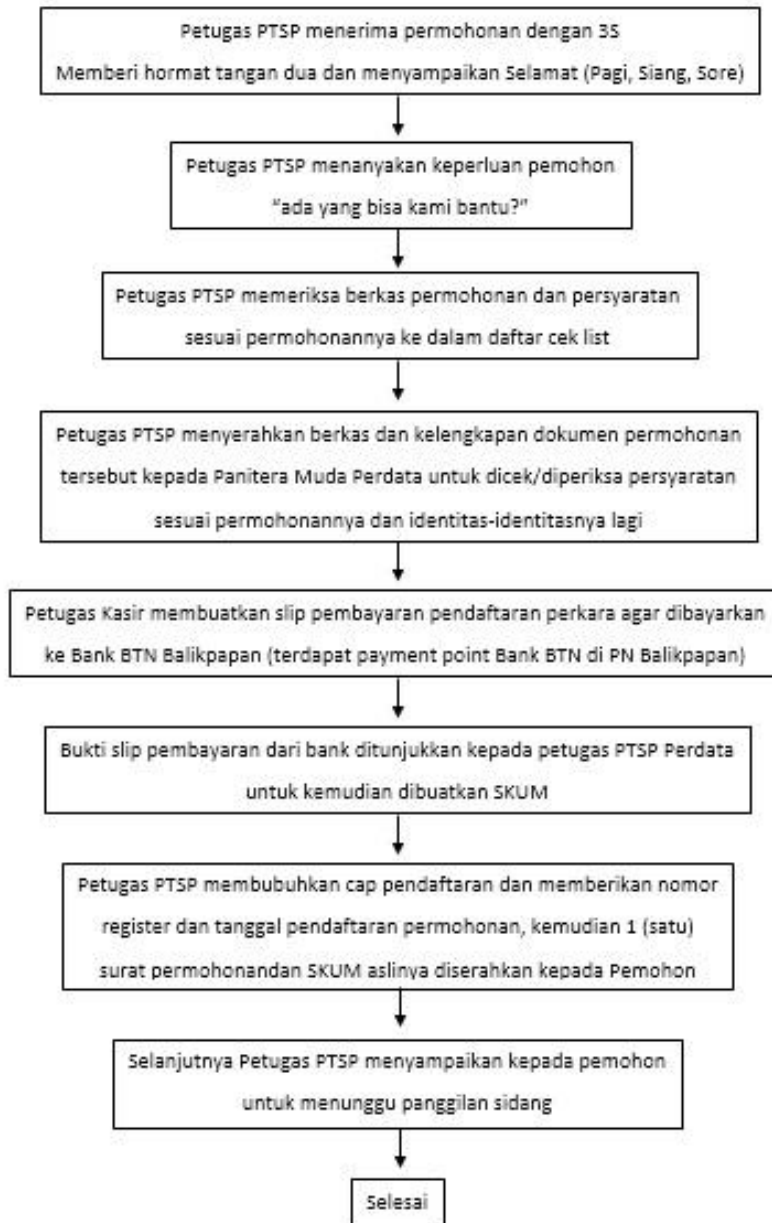 Petugas PTSP menerima permohonan dengan 3S
Memberi hormat tangan dua dan menyampaikan Selamat (Pagi, Siang, Sore)
Petugas PTSP menanyakan keperluan pemohon
“ada yang bisa kami bantu?”
Petugas PTSP memeriksa berkas permohonan dan persyaratan
sesuai permohonannya ke dalam daftar cek list
Petugas PTSP menyerahkan berkas dan kelengkapan dokumen permohonan
tersebut kepada Panitera Muda Perdata untuk dicek/diperiksa persyaratan
sesuai permohonannya dan identitas-identitasnya lagi
Petugas Kasir membuatkan slip pembayaran pendaftaran perkara agar dibayarkan
ke Bank BTN Balikpapan (terdapat payment point Bank BTN di PN Balikpapan)
Bukti slip pembayaran dari bank ditunjukkan kepada petugas PTSP Perdata
untuk kemudian dibuatkan SKUM
Petugas PTSP membubuhkan cap pendaftaran dan memberikan nomor
register dan tanggal pendaftaran permohonan, kemudian 1 (satu)
surat permohonandan SKUM aslinya diserahkan kepada Pemohon
Selanjutnya Petugas PTSP menyampaikan kepada pemohon
untuk menunggu panggilan sidang
Selesai